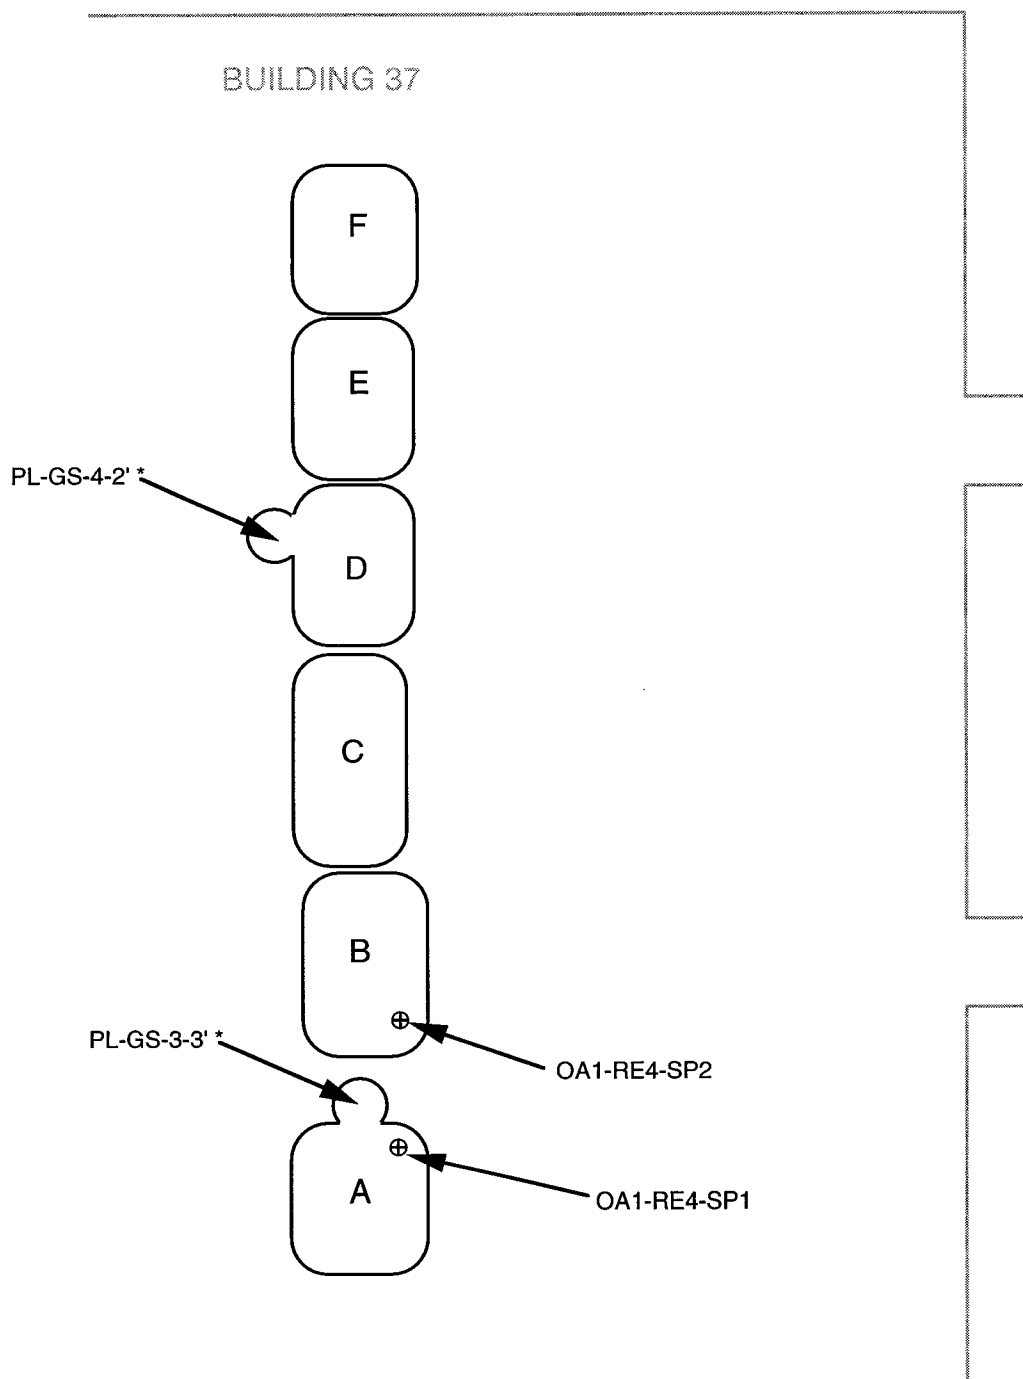 BUILDING 37
F
E
PL-GS-4-2' *
D
C
B
PL-GS-3-3' *
OA1-RE4-SP2
A
OA1-RE4-SP1